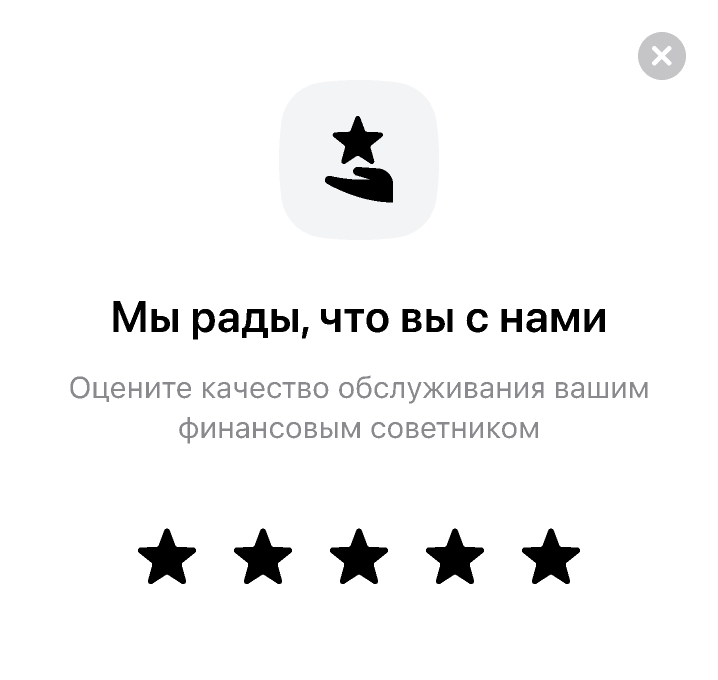 Мы рады, что вы с нами
Оцените качество обслуживания вашим
финансовым советником